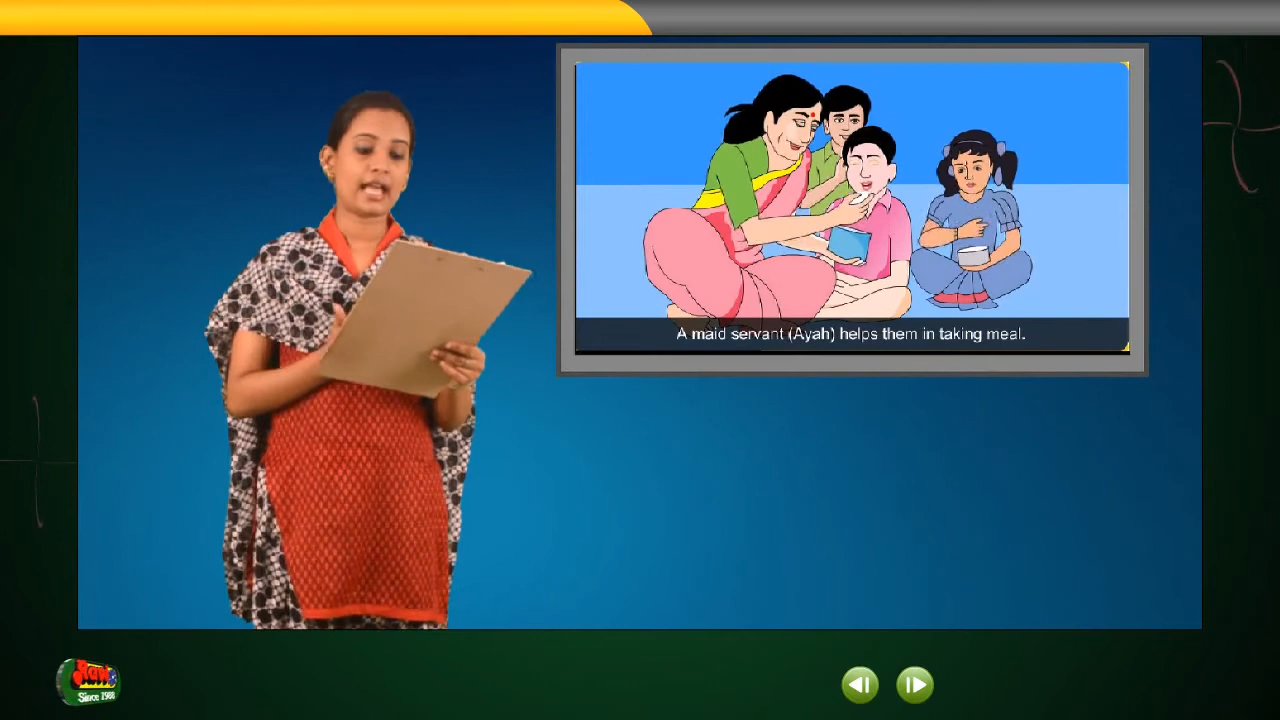 A maid servant (Ayah) helps them in taking meal.
Since 1988